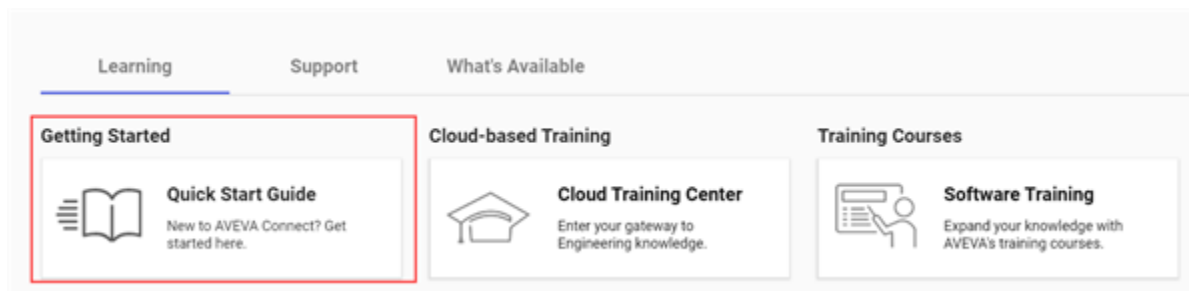 Learning Support What's Available
Getting Started Cloud-based Training Training Courses
Quick Start Guide
New to AVEVA Connect? Get
started here.
Cloud Training Center
Enter your gateway to
Engineering knowledge.
Software Training
Expand your knowledge with
AVEVA's training courses.